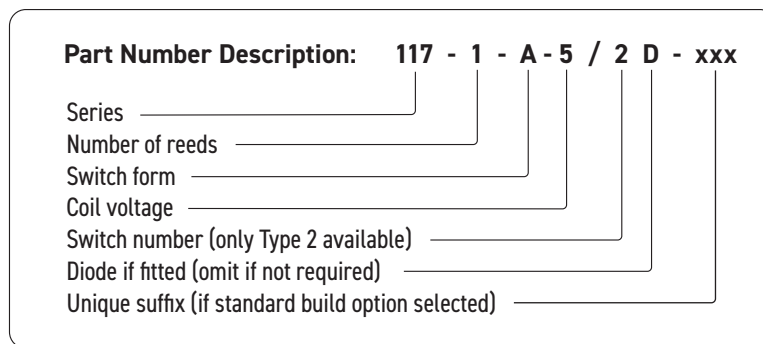 Part Number Description: 117 - 1 - A - 5 / 2 D - xxx
Series
Number of reeds
Switch form
Coil voltage
Switch number (only Type 2 available)
Diode if fitted (omit if not required)
Unique suffix (if standard build option selected)